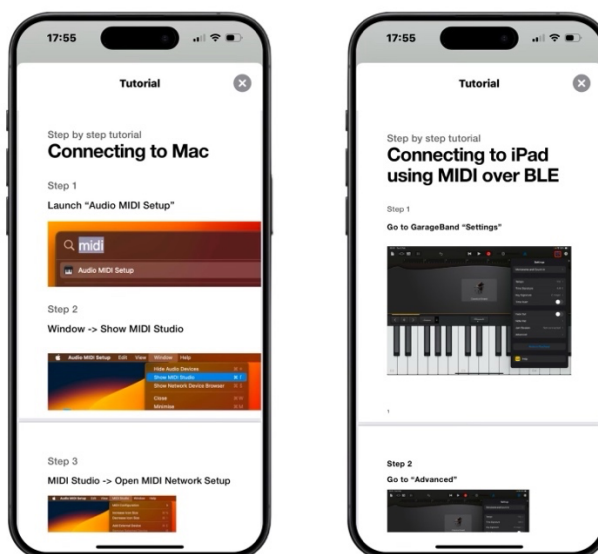 17:55
Tutorial
Step by step tutorial
Connecting to Mac
Step 1
Launch “Audio MIDI Setup”
midi
Audio MIDI Setup
Step 2
Window -> Show MIDI Studio
Audio MIDI Setup Edit View Window Help
Hide Audio Devices
Show MIDI Studio
Show Network Device Browser
Close
Minimise
Step 3
MIDI Studio -> Open MIDI Network Setup
17:55
Tutorial
Step by step tutorial
Connecting to iPad
using MIDI over BLE
Step 1
Go to GarageBand “Settings”
Settings
1
Step 2
Go to “Advanced”